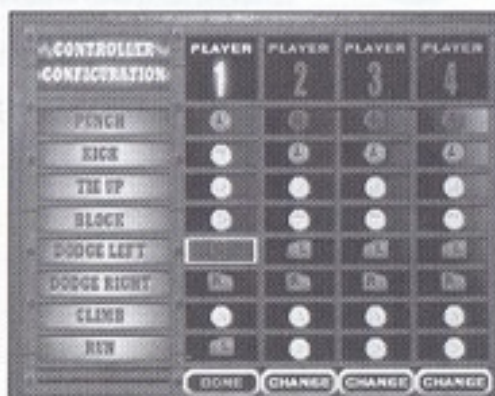 CONTROLLER
CONFIGURATION
PLAYER PLAYER PLAYER PLAYER
1 2 3 4
PUNCH
KICK
TIE UP
BLOCK
DODGE LEFT
DODGE RIGHT
CLIMB
RUN
DONE CHANGE CHANGE CHANGE